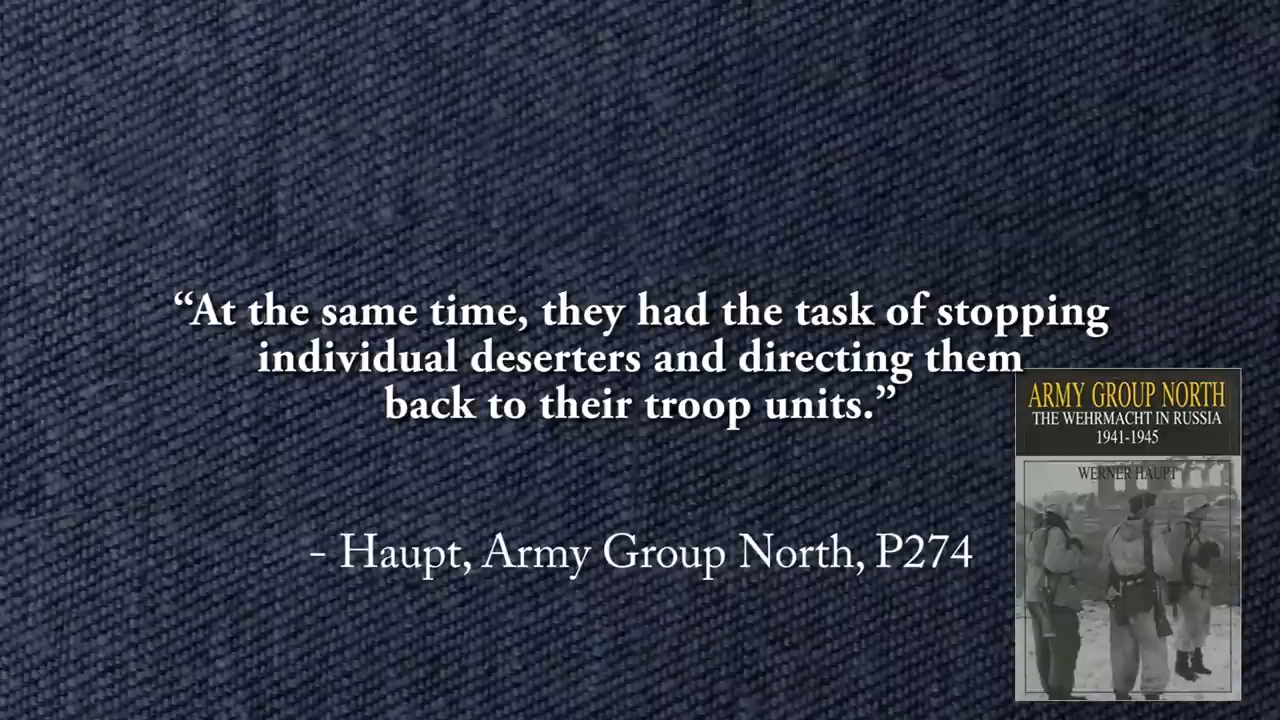 “At the same time, they had the task of stopping
individual deserters and directing them
back to their troop units.”
ARMY GROUP NORTH
THE WEHRMACHT IN RUSSIA
1941-1945
WERNER HAUPT
- Haupt, Army Group North, P274